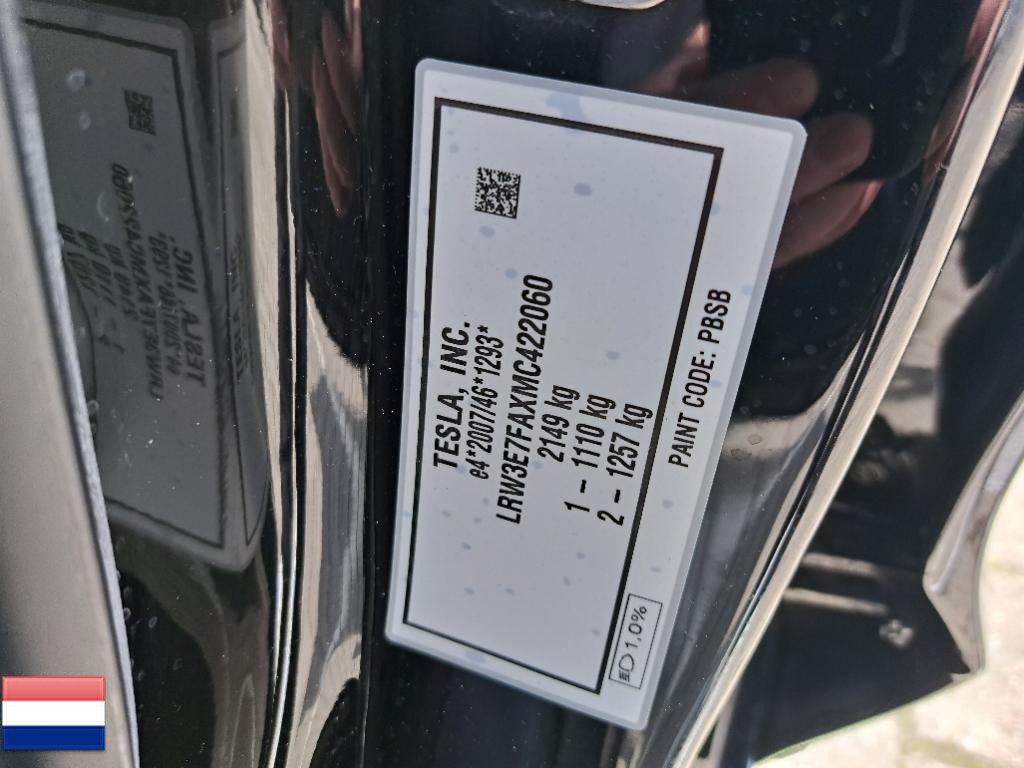 TESLA, INC.
e4*2007/46*1293*
LRW3E7FAXMC422060
2149 kg
1 - 1110 kg
2 - 1257 kg
PAINT CODE: PBSB
1,0%